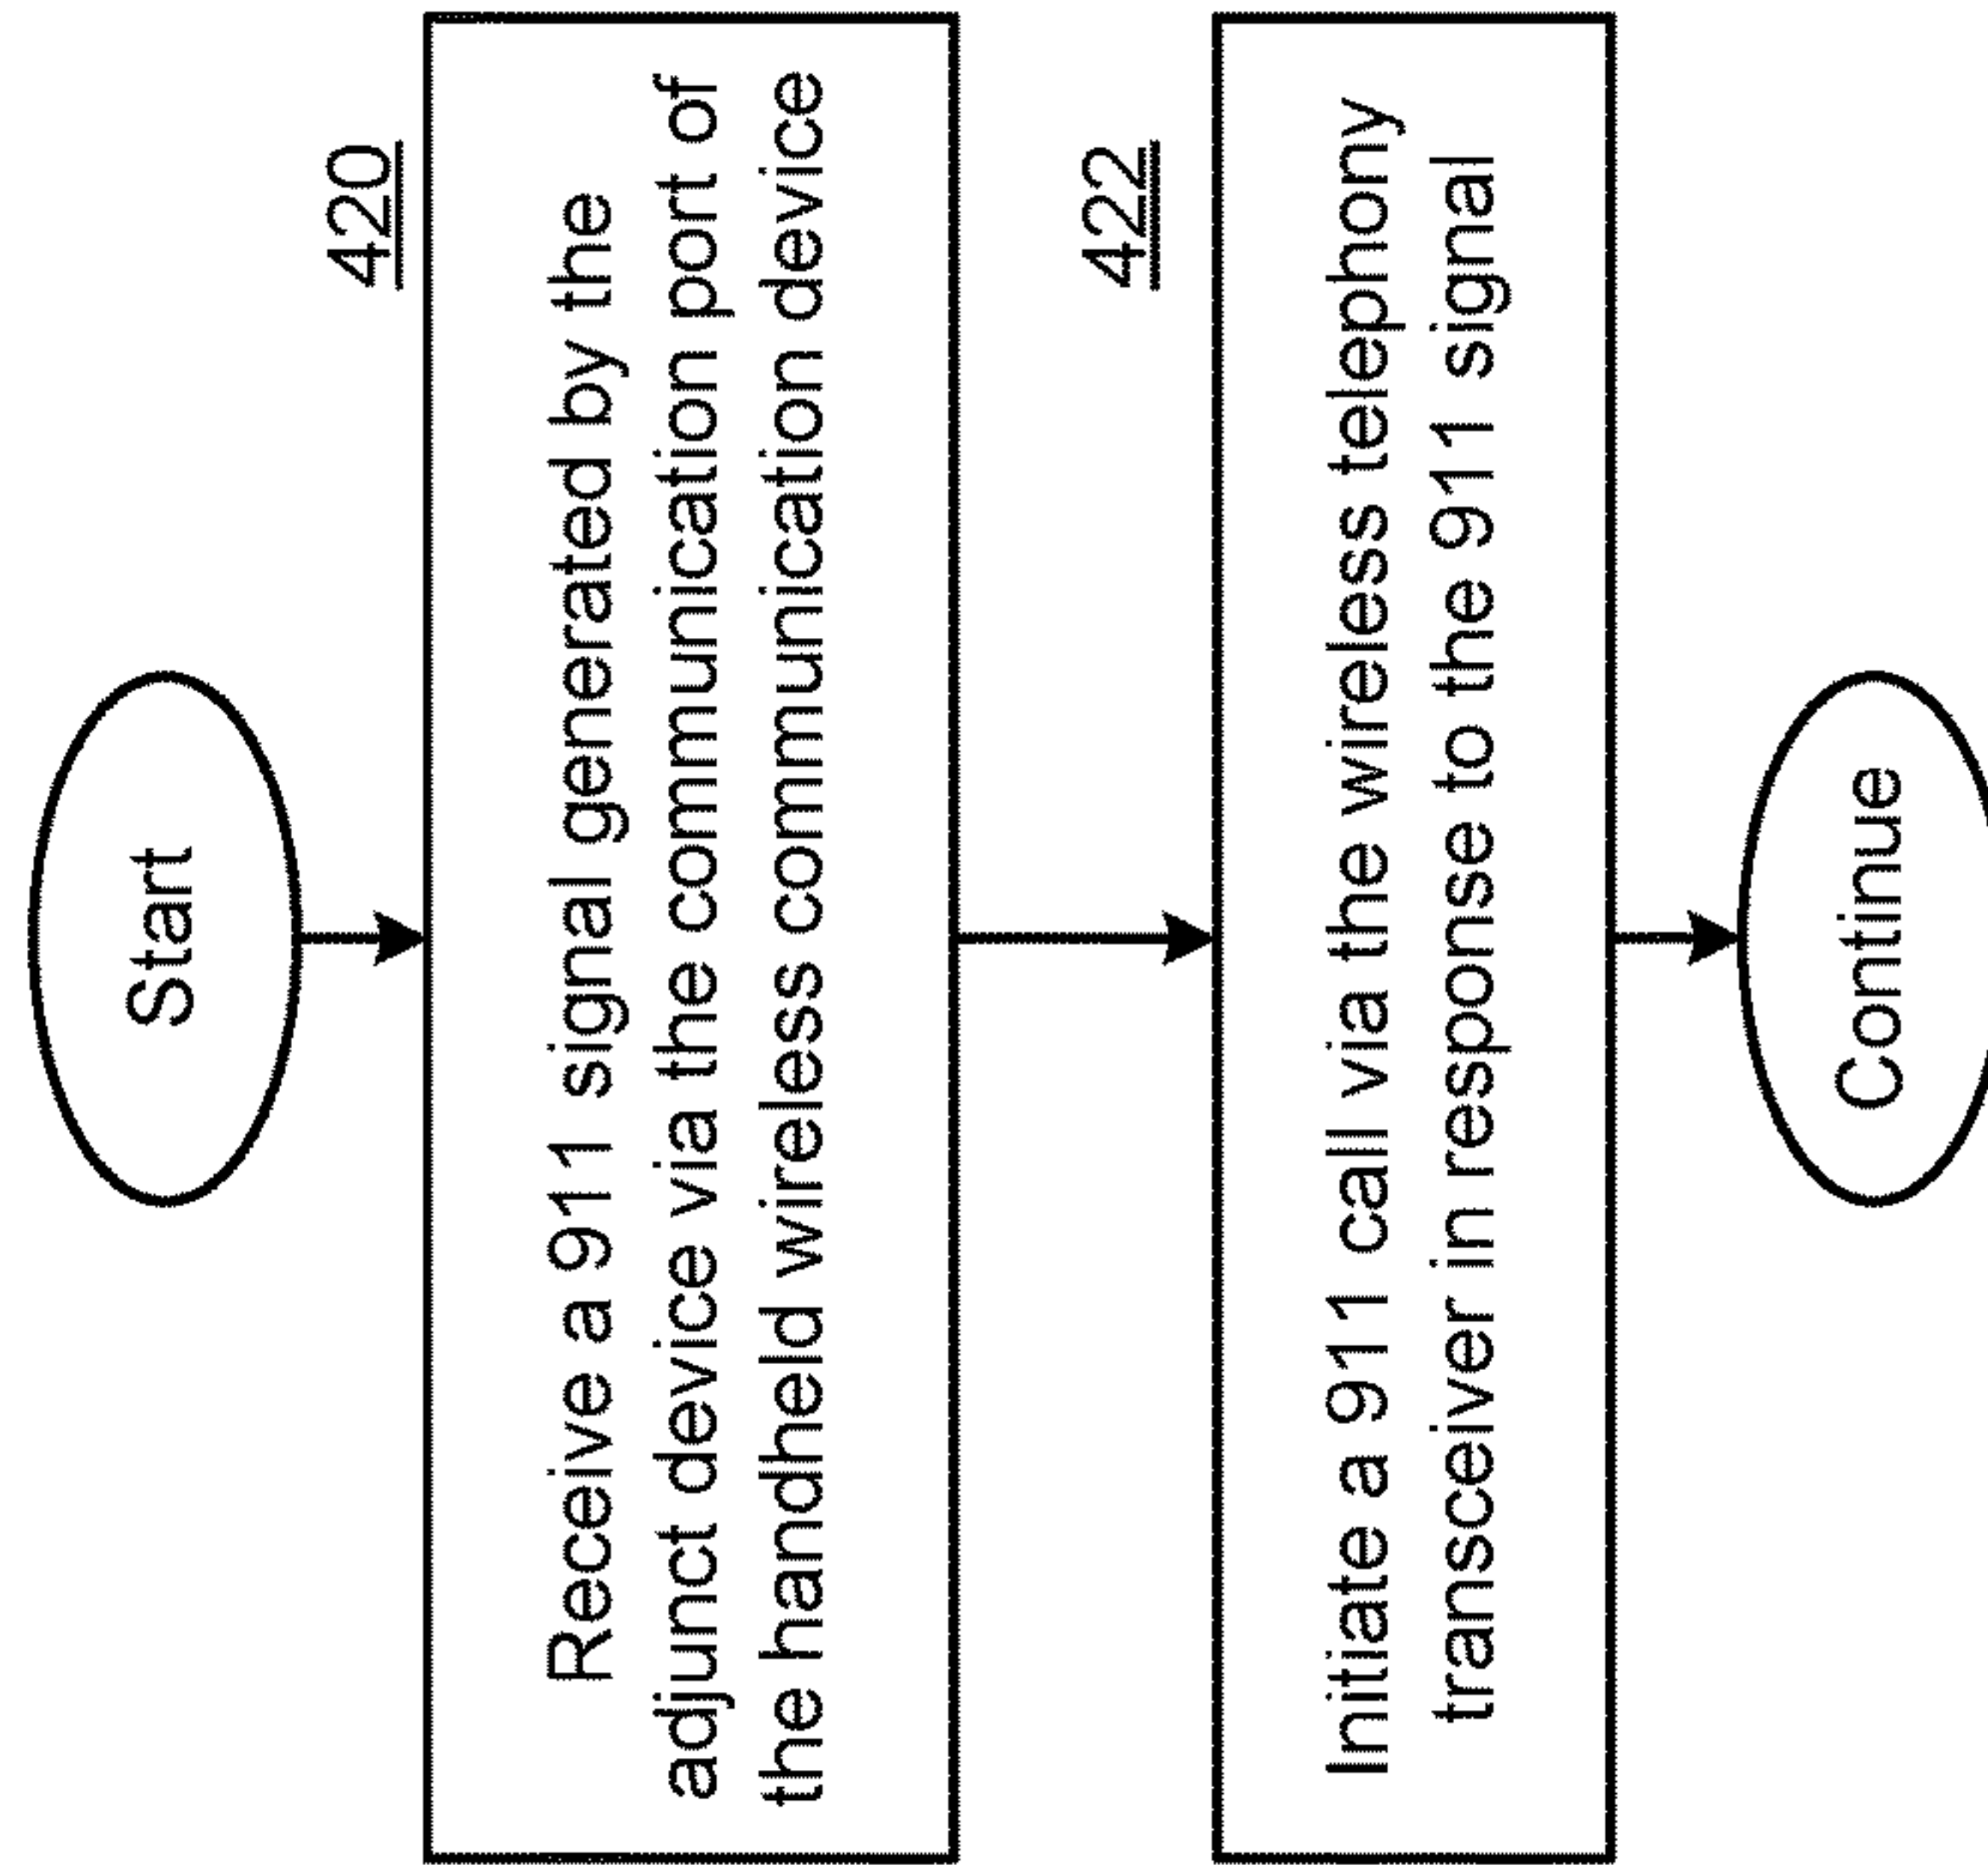 Start
420
Receive a 911 signal generated by the
adjunct device via the communication port of
the handheld wireless communication device
422
Initiate a 911 call via the wireless telephony
transceiver in response to the 911 signal
Continue